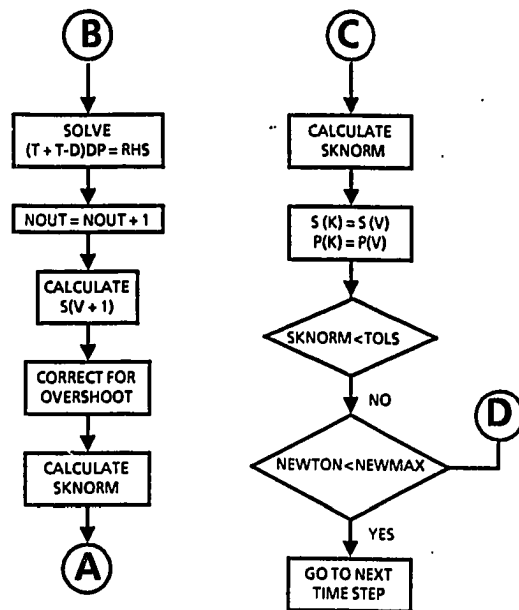 B
SOLVE
(T + T-D)DP = RHS
NOUT = NOUT + 1
CALCULATE
S(V + 1)
CORRECT FOR
OVERSHOOT
CALCULATE
SKNORM
A
C
CALCULATE
SKNORM
S(K) = S(V)
P(K) = P(V)
SKNORM<TOLS
NO
D
NEWTON<NEWMAX
YES
GO TO NEXT
TIME STEP